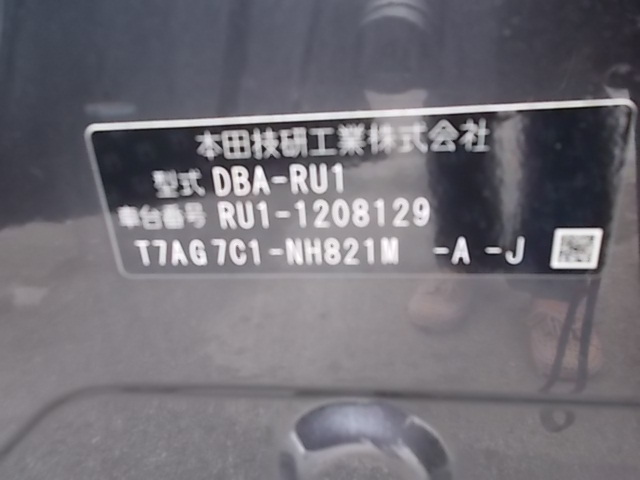 本田技研工業株式会社
型式 DBA-RU1
車台番号 RU1-1208129
T7AG7C1-NH821M -A -J